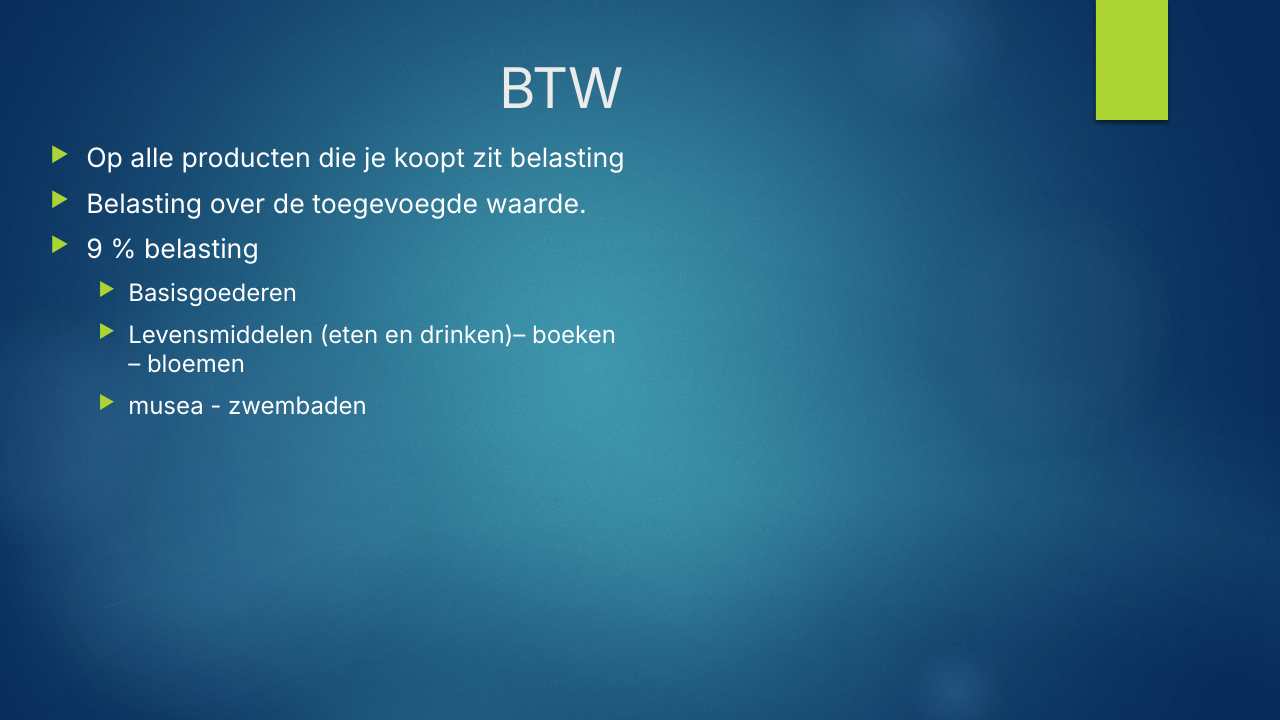 BTW
Op alle producten die je koopt zit belasting
Belasting over de toegevoegde waarde.
9 % belasting
Basisgoederen
Levensmiddelen (eten en drinken)– boeken
– bloemen
musea - zwembaden